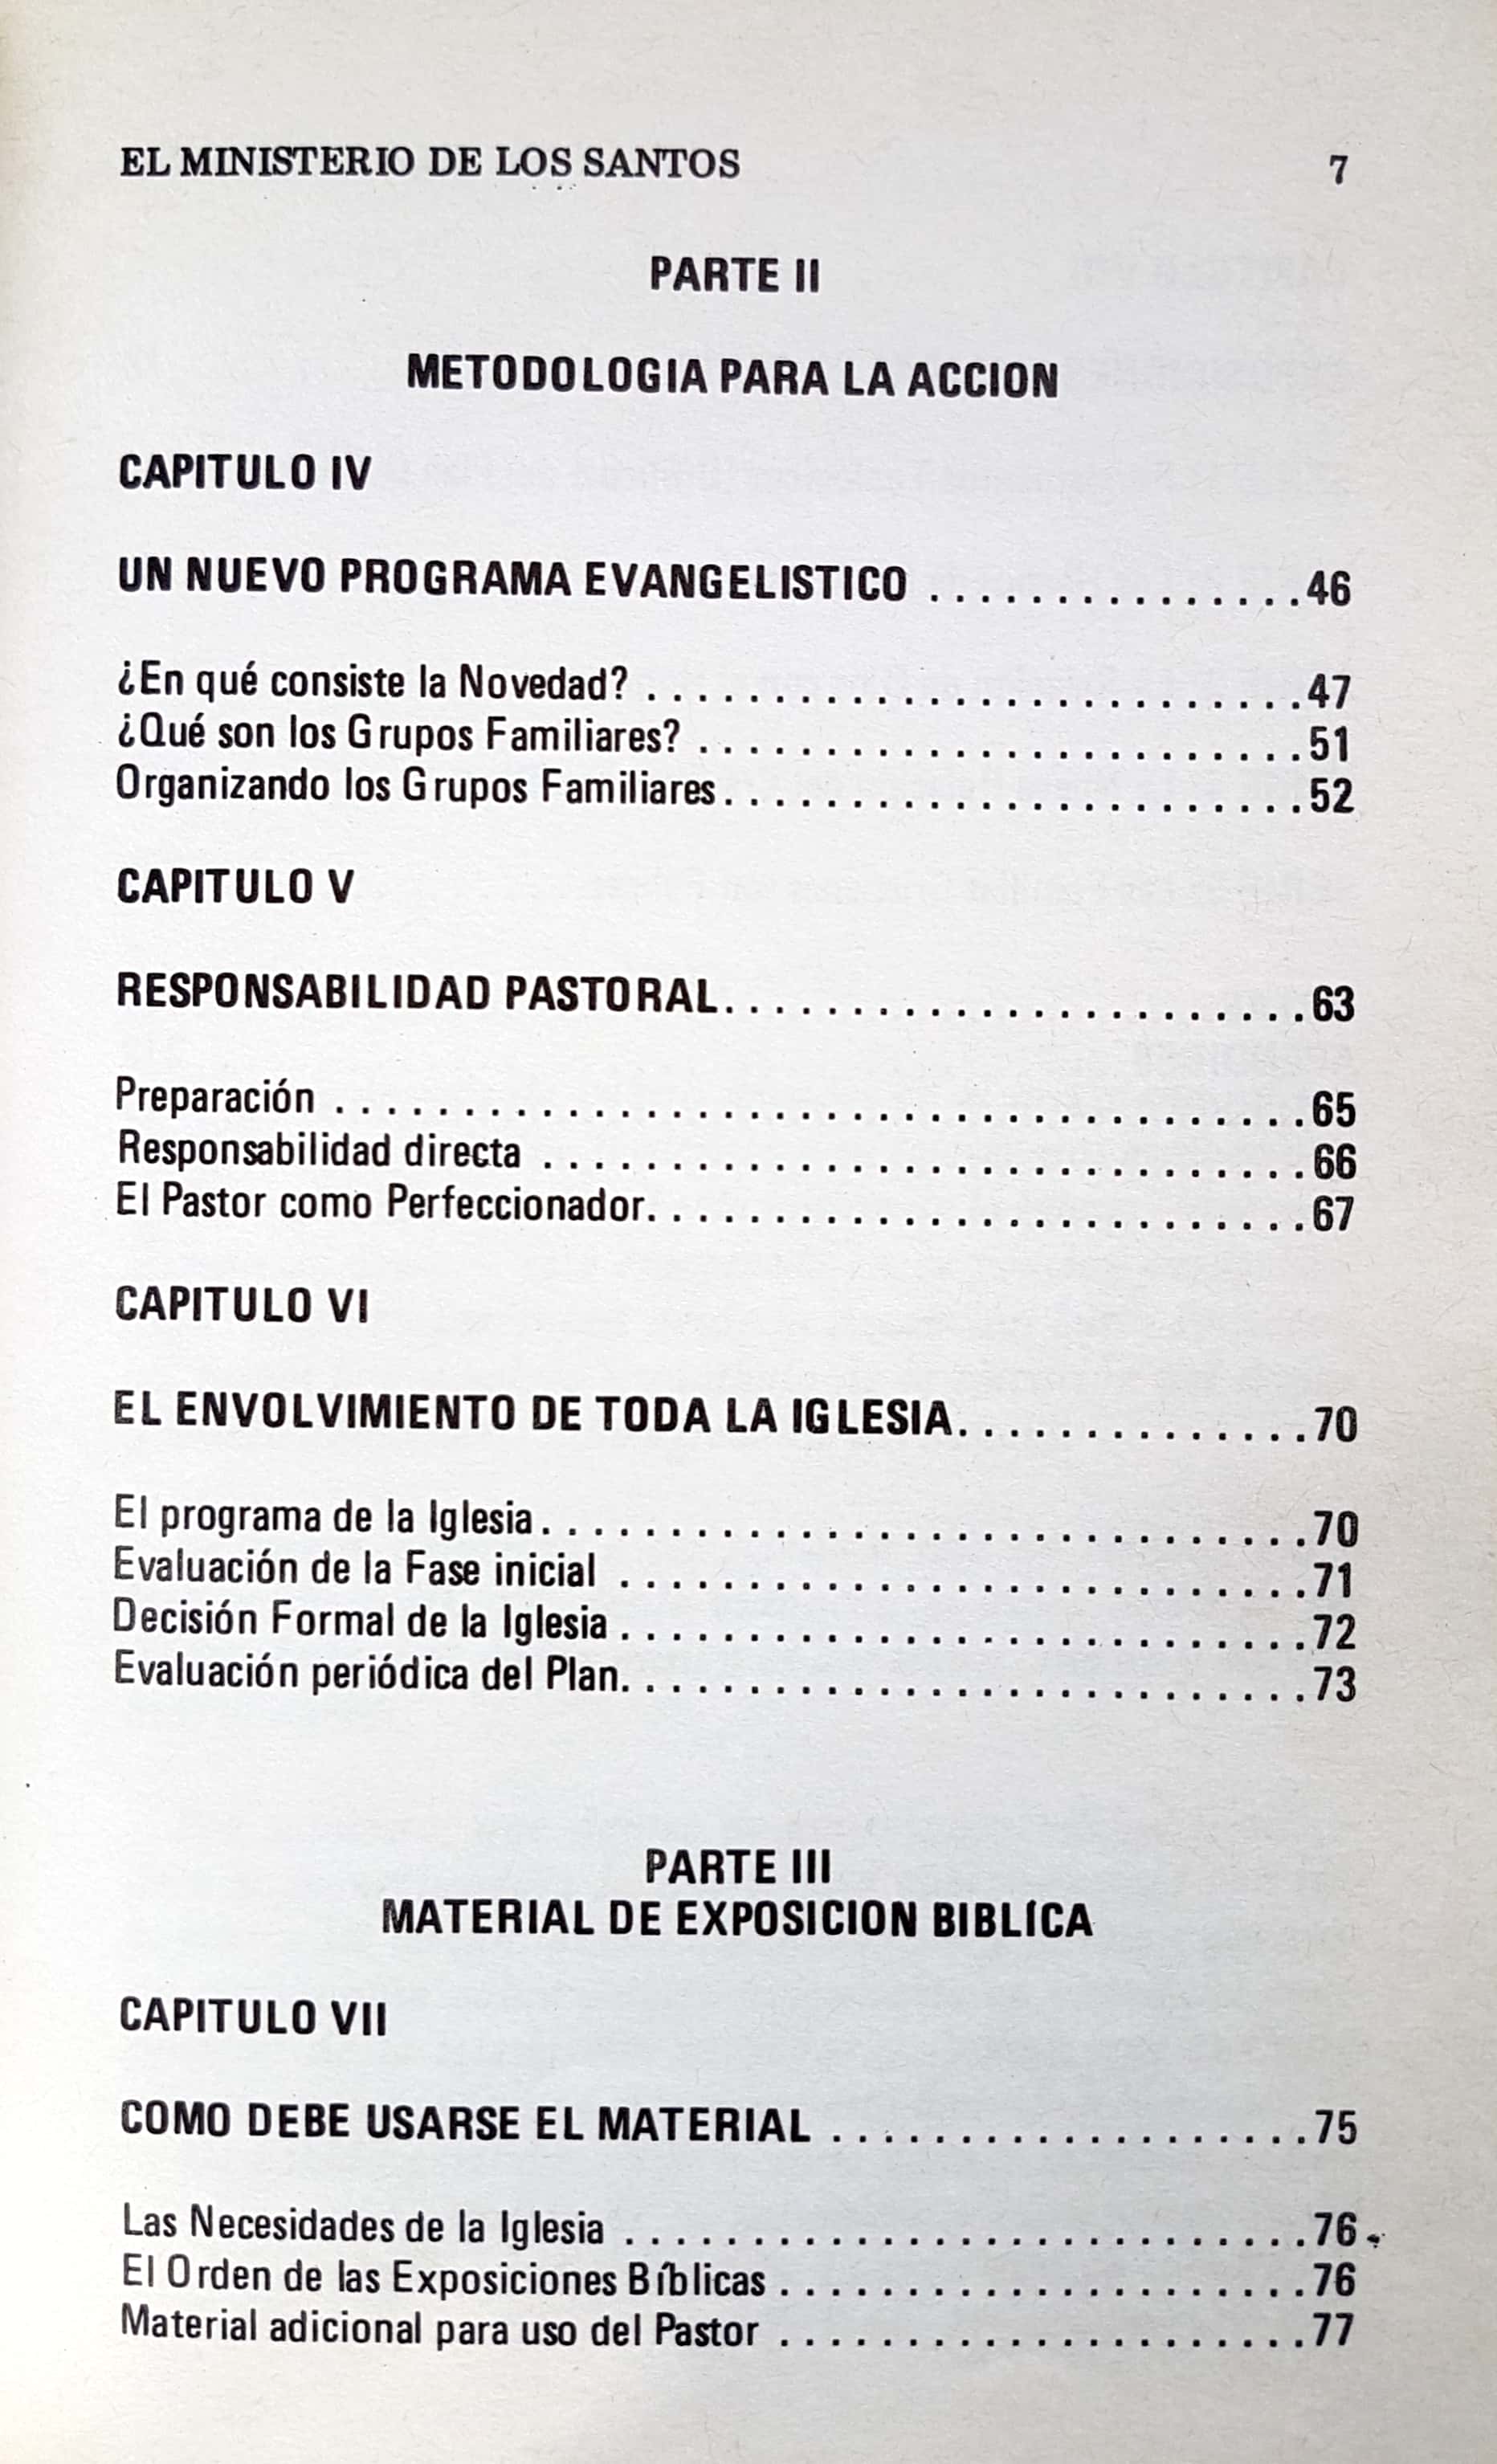 EL MINISTERIO DE LOS SANTOS 7
PARTE II
METODOLOGIA PARA LA ACCION
CAPITULO IV
UN NUEVO PROGRAMA EVANGELISTICO . . . . . . . . . . . . . . . 46
¿En qué consiste la Novedad? . . . . . . . . . . . . . . . . . . . . . . . . . . 47
¿Qué son los Grupos Familiares? . . . . . . . . . . . . . . . . . . . . . . . . 51
Organizando los Grupos Familiares . . . . . . . . . . . . . . . . . . . . . . . 52
CAPITULO V
RESPONSABILIDAD PASTORAL . . . . . . . . . . . . . . . . . . . . . . . 63
Preparación . . . . . . . . . . . . . . . . . . . . . . . . . . . . . . . . . . . . . . 65
Responsabilidad directa . . . . . . . . . . . . . . . . . . . . . . . . . . . . . . 66
El Pastor como Perfeccionador . . . . . . . . . . . . . . . . . . . . . . . . . . 67
CAPITULO VI
EL ENVOLVIMIENTO DE TODA LA IGLESIA . . . . . . . . . . . . . . 70
El programa de la Iglesia . . . . . . . . . . . . . . . . . . . . . . . . . . . . . . 70
Evaluación de la Fase inicial . . . . . . . . . . . . . . . . . . . . . . . . . . . 71
Decisión Formal de la Iglesia . . . . . . . . . . . . . . . . . . . . . . . . . . . 72
Evaluación periódica del Plan . . . . . . . . . . . . . . . . . . . . . . . . . . . 73
PARTE III
MATERIAL DE EXPOSICION BIBLÍCA
CAPITULO VII
COMO DEBE USARSE EL MATERIAL . . . . . . . . . . . . . . . . . . . 75
Las Necesidades de la Iglesia . . . . . . . . . . . . . . . . . . . . . . . . . . . 76
El Orden de las Exposiciones Bíblicas . . . . . . . . . . . . . . . . . . . . . 76
Material adicional para uso del Pastor . . . . . . . . . . . . . . . . . . . . . 77